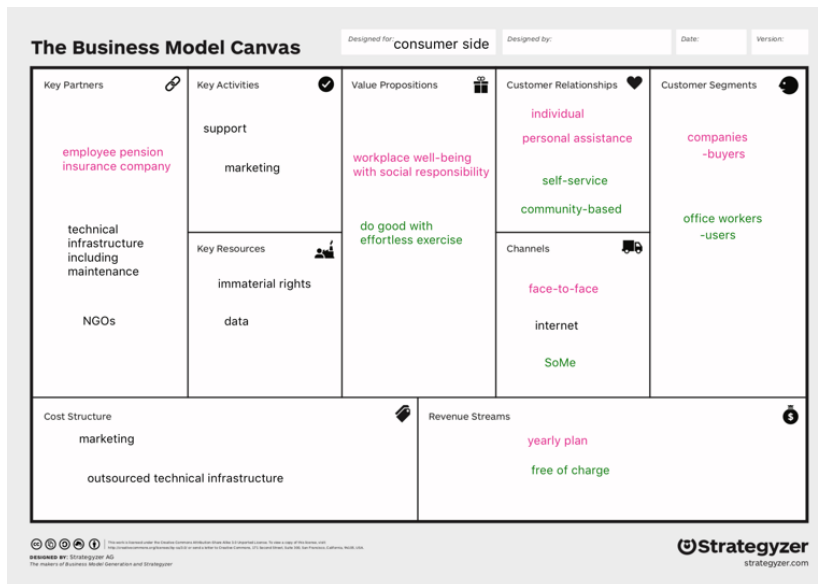 The Business Model Canvas
Designed for:
consumer side
Designed by:
Date:
Version:
Key Partners
employee pension
insurance company
technical
infrastructure
including
maintenance
NGOs
Key Activities
support
marketing
Key Resources
immaterial rights
data
Value Propositions
workplace well-being
with social responsibility
do good with
effortless exercise
Customer Relationships
individual
personal assistance
self-service
community-based
Channels
face-to-face
internet
SoMe
Customer Segments
companies
-buyers
office workers
-users
Cost Structure
marketing
outsourced technical infrastructure
Revenue Streams
yearly plan
free of charge
DESIGNED BY: Strategyzer AG
The makers of Business Model Generation and Strategyzer
Strategyzer
strategyzer.com